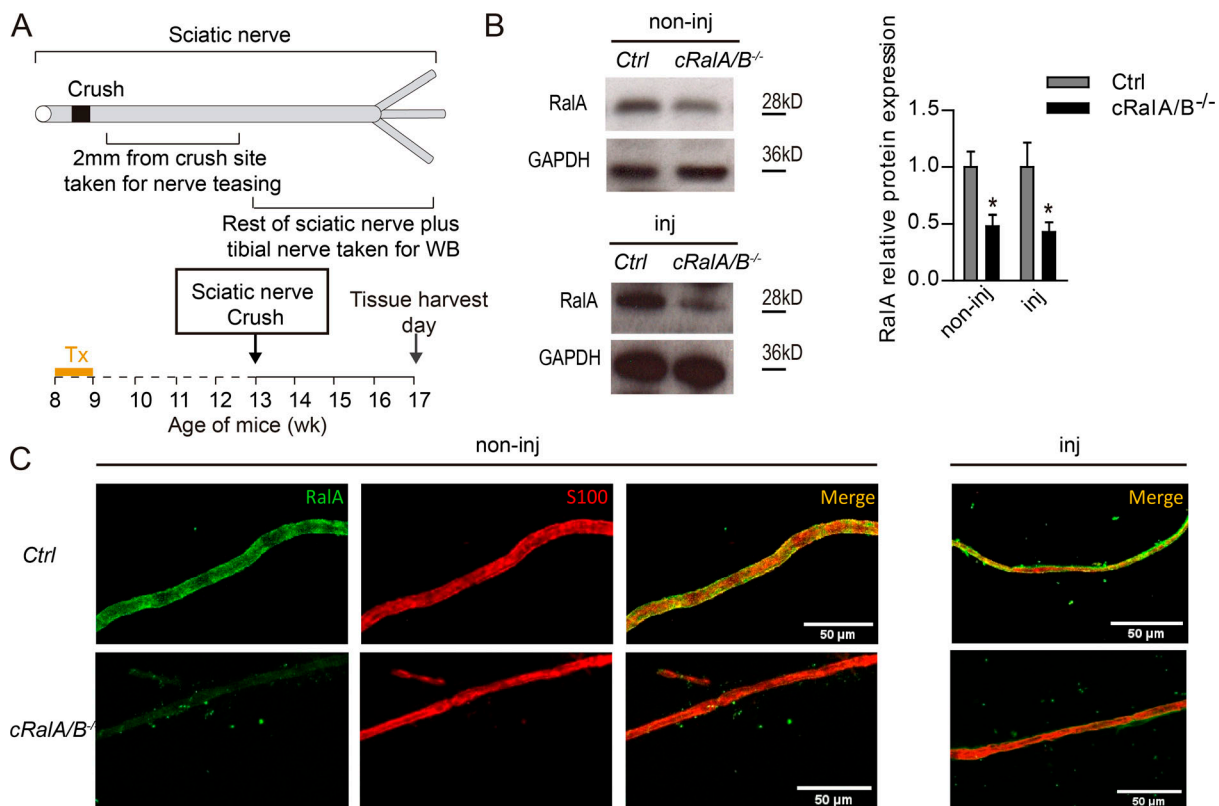 A
Sciatic nerve
Crush
2mm from crush site
taken for nerve teasing
Rest of sciatic nerve plus
tibial nerve taken for WB
Sciatic nerve
Crush
Tissue harvest
day
Tx
8 9 10 11 12 13 14 15 16 17
Age of mice (wk)
B
non-inj
Ctrl cRalA/B-/-
RalA 28kD
GAPDH 36kD
inj
Ctrl cRalA/B-/-
RalA 28kD
GAPDH 36kD
Ctrl
cRalA/B-/-
RalA relative protein expression
1.5
1.0
0.5
0.0
* *
non-inj inj
C
non-inj inj
RalA S100 Merge Merge
Ctrl
50 µm 50 µm
cRalA/B-/-
50 µm 50 µm